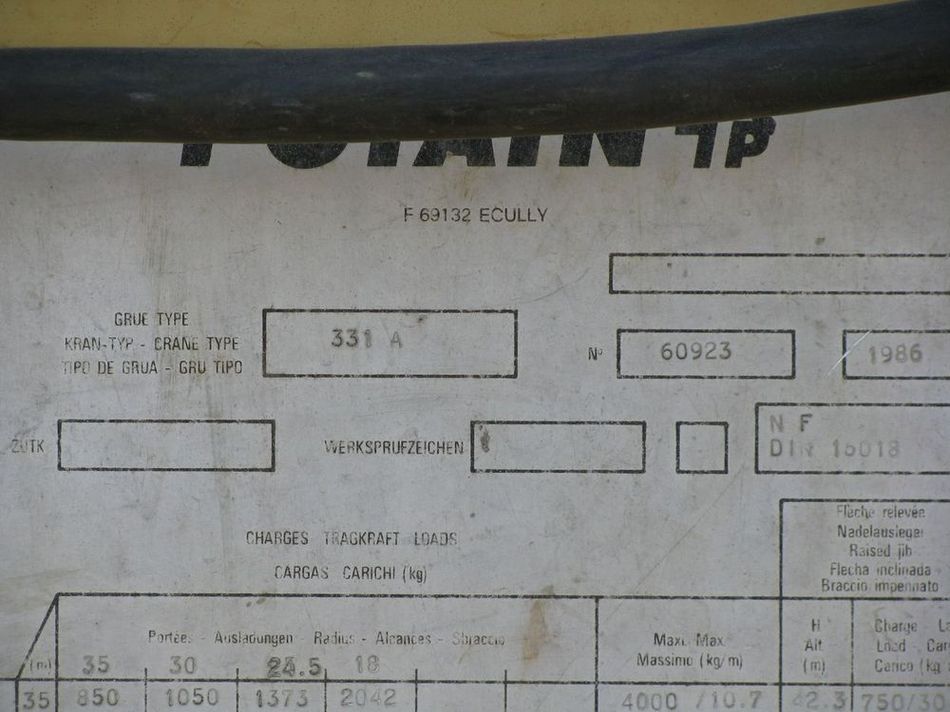 POTAIN
F 69132 ECULLY
GRUE TYPE
KRAN-TYP - CRANE TYPE
TIPO DE GRUA - GRU TIPO
331 A
Nº 60923 1986
ZUTK WERKSPRUFZEICHEN
N F
DIN 15018
CHARGES TRAGKRAFT LOADS
CARGAS CARICHI (kg)
Flèche relevée
Nadelausleger
Raised jib
Flecha inclinada
Braccio impennato
Portées - Ausladungen - Radius - Alcances - Sbraccio
(m) 35 30 24.5 18
Maxi. Max.
Massimo (kg/m)
H
Alt.
(m)
Charge
Load
Carico (kg
35 850 1050 1373 2042 4000 /10.7 42.3 750/30